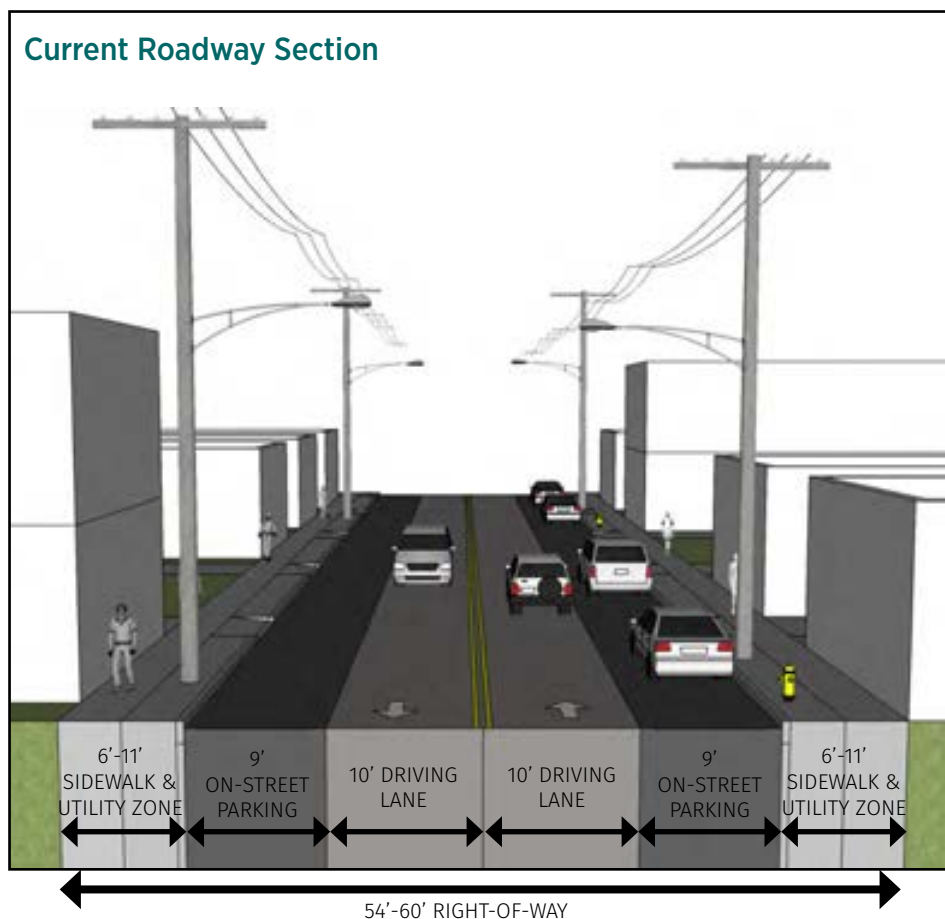 Current Roadway Section
6’-11’
SIDEWALK &
UTILITY ZONE
9’
ON-STREET
PARKING
10’ DRIVING
LANE
10’ DRIVING
LANE
9’
ON-STREET
PARKING
6’-11’
SIDEWALK &
UTILITY ZONE
54’-60’ RIGHT-OF-WAY